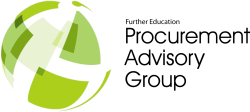 Further Education
Procurement
Advisory
Group